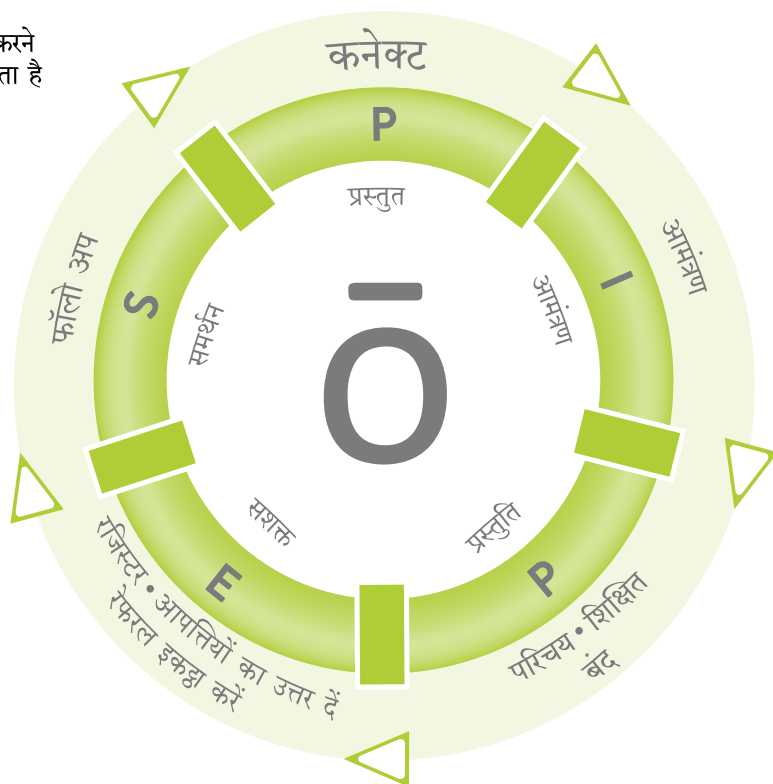 करने
ता है
कनेक्ट
P
प्रस्तुत
आमंत्रण
I
आमंत्रण
परिचय • शिक्षित
बंद
P
प्रस्तुति
रजिस्टर • आपत्तियों का उत्तर दें
रेफरल इकट्ठा करें
E
सशक्त
फॉलो अप
S
समर्थन
ō